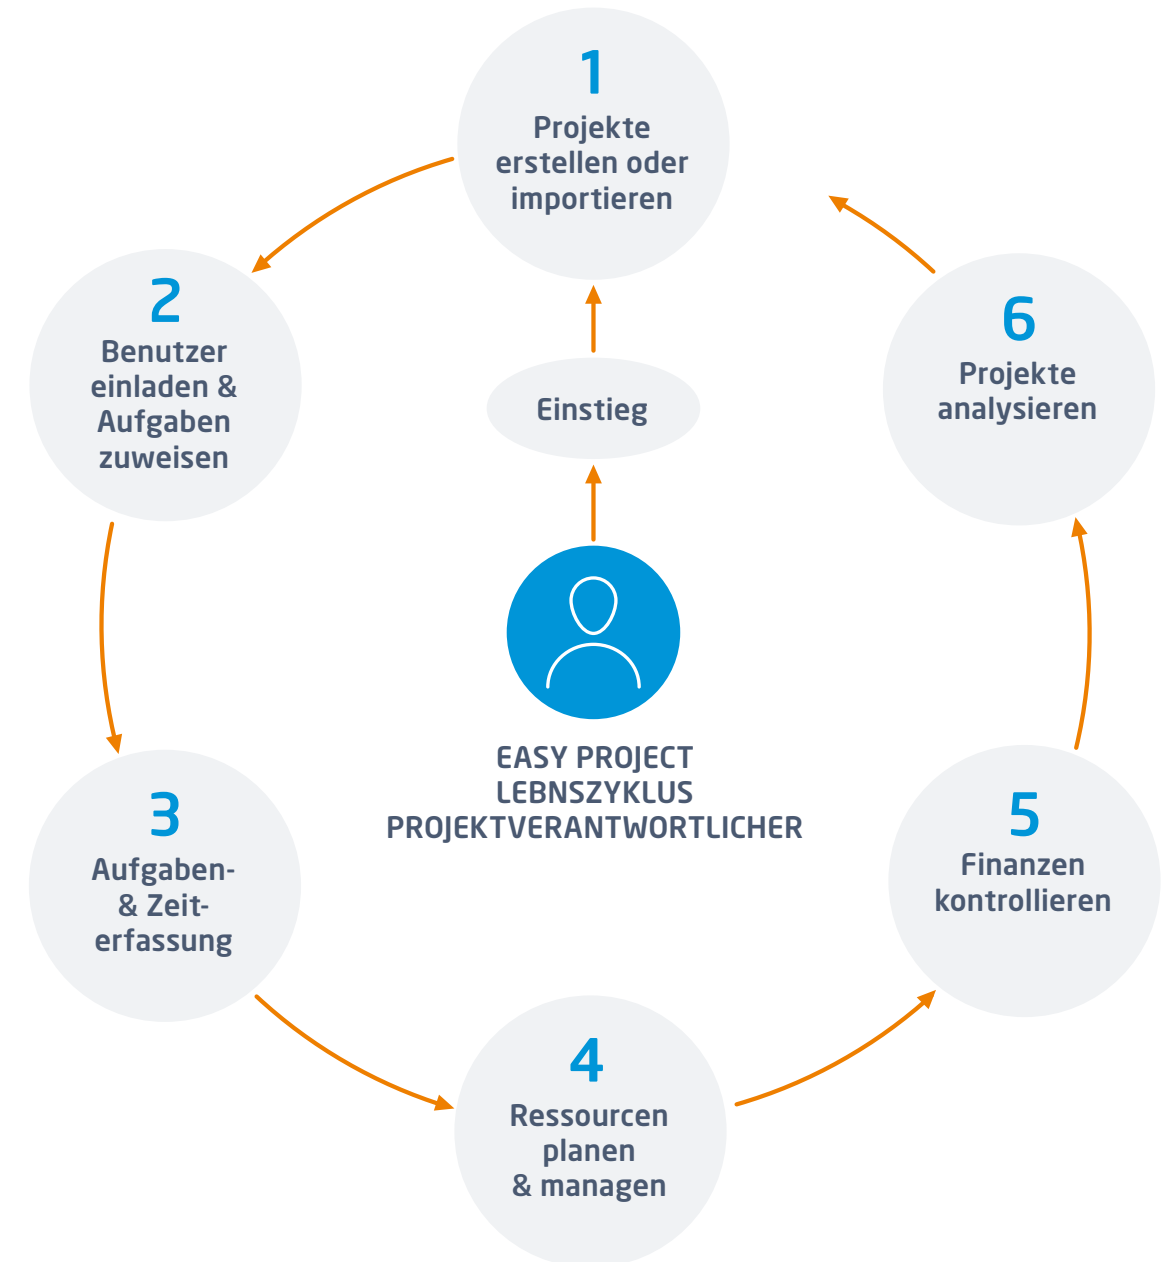 1
Projekte
erstellen oder
importieren
2
Benutzer
einladen &
Aufgaben
zuweisen
3
Aufgaben-
& Zeit-
erfassung
4
Ressourcen
planen
& managen
5
Finanzen
kontrollieren
6
Projekte
analysieren
Einstieg
EASY PROJECT
LEBNSZYKLUS
PROJEKTVERANTWORTLICHER